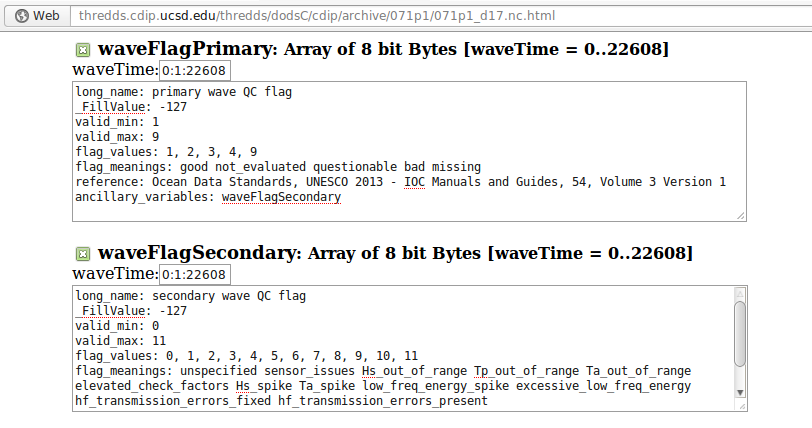 Web thredds.cdip.ucsd.edu/thredds/dodsC/cdip/archive/071p1/071p1_d17.nc.html
waveFlagPrimary: Array of 8 bit Bytes [waveTime = 0..22608]
waveTime: 0:1:22608
long_name: primary wave QC flag
_FillValue: -127
valid_min: 1
valid_max: 9
flag_values: 1, 2, 3, 4, 9
flag_meanings: good not_evaluated questionable bad missing
reference: Ocean Data Standards, UNESCO 2013 - IOC Manuals and Guides, 54, Volume 3 Version 1
ancillary_variables: waveFlagSecondary
waveFlagSecondary: Array of 8 bit Bytes [waveTime = 0..22608]
waveTime: 0:1:22608
long_name: secondary wave QC flag
_FillValue: -127
valid_min: 0
valid_max: 11
flag_values: 0, 1, 2, 3, 4, 5, 6, 7, 8, 9, 10, 11
flag_meanings: unspecified sensor_issues Hs_out_of_range Tp_out_of_range Ta_out_of_range
elevated_check_factors Hs_spike Ta_spike low_freq_energy_spike excessive_low_freq_energy
hf_transmission_errors_fixed hf_transmission_errors_present